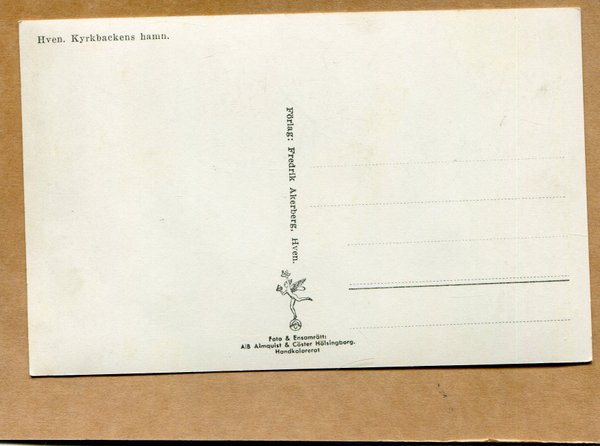 Hven. Kyrkbackens hamn.
Förlag: Fredrik Åkerberg, Hven.
Foto & Ensamrätt:
A/B Almquist & Cöster Hälsingborg.
Handkolorerat